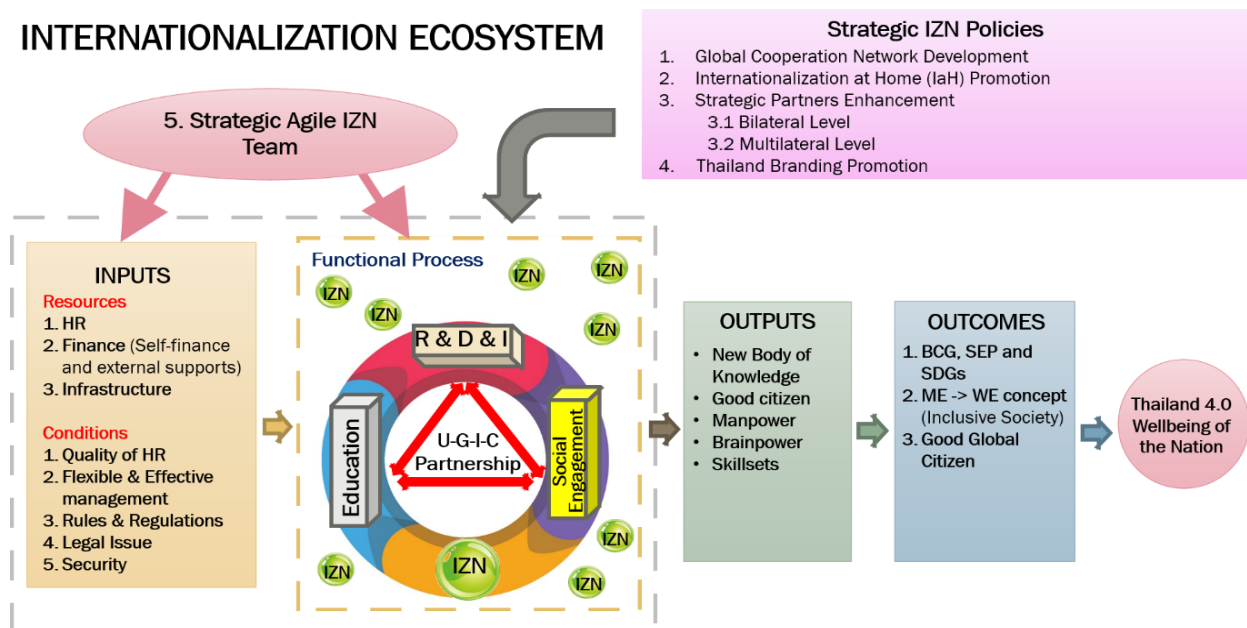 INTERNATIONALIZATION ECOSYSTEM
Strategic IZN Policies
1. Global Cooperation Network Development
2. Internationalization at Home (IaH) Promotion
3. Strategic Partners Enhancement
3.1 Bilateral Level
3.2 Multilateral Level
4. Thailand Branding Promotion
5. Strategic Agile IZN
Team
INPUTS
Resources
1. HR
2. Finance (Self-finance
and external supports)
3. Infrastructure
Conditions
1. Quality of HR
2. Flexible & Effective
management
3. Rules & Regulations
4. Legal Issue
5. Security
Functional Process
IZN
IZN
IZN
IZN
IZN
R & D & I
Education
U-G-I-C
Partnership
Social
Engagement
IZN
IZN
IZN
IZN
OUTPUTS
• New Body of
Knowledge
• Good citizen
• Manpower
• Brainpower
• Skillsets
OUTCOMES
1. BCG, SEP and
SDGs
2. ME -> WE concept
(Inclusive Society)
3. Good Global
Citizen
Thailand 4.0
Wellbeing of
the Nation